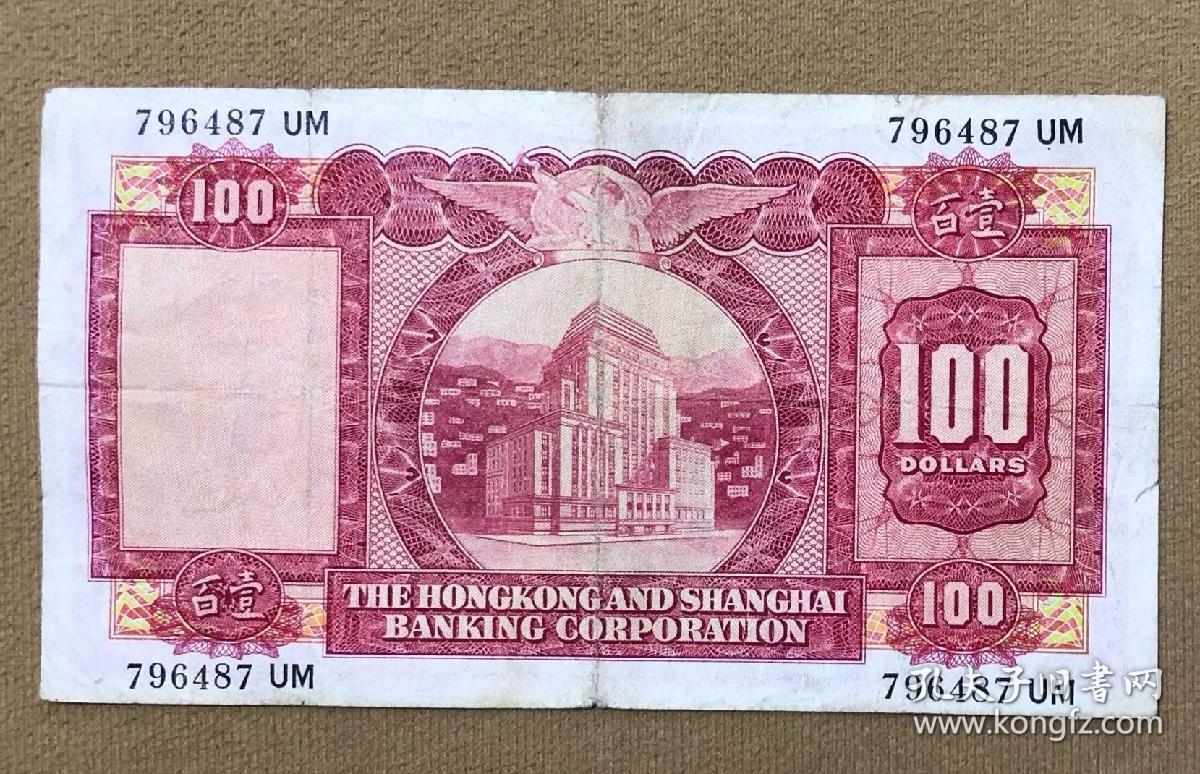 796487 UM
796487 UM
100
百壹
100
DOLLARS
百壹
100
THE HONGKONG AND SHANGHAI
BANKING CORPORATION
796487 UM
796487 UM
孔夫子旧書网
www.kongfz.com